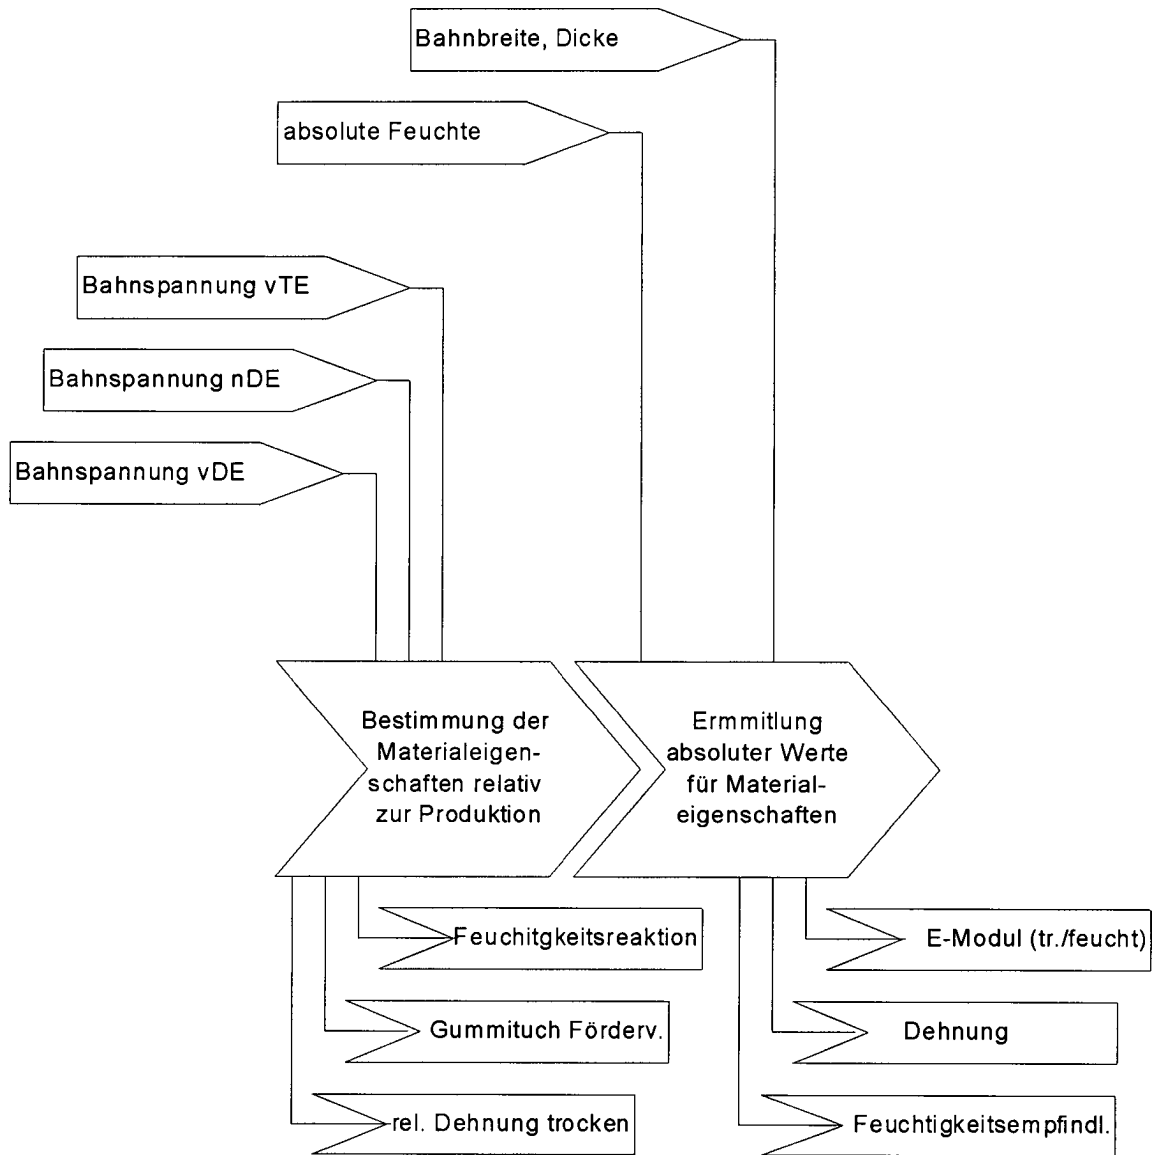 Bahnbreite, Dicke
absolute Feuchte
Bahnspannung vTE
Bahnspannung nDE
Bahnspannung vDE
Bestimmung der
Materialeigen-
schaften relativ
zur Produktion
Ermmitlung
absoluter Werte
für Material-
eigenschaften
Feuchitgkeitsreaktion
Gummituch Förderv.
rel. Dehnung trocken
E-Modul (tr./feucht)
Dehnung
Feuchtigkeitsempfindl.